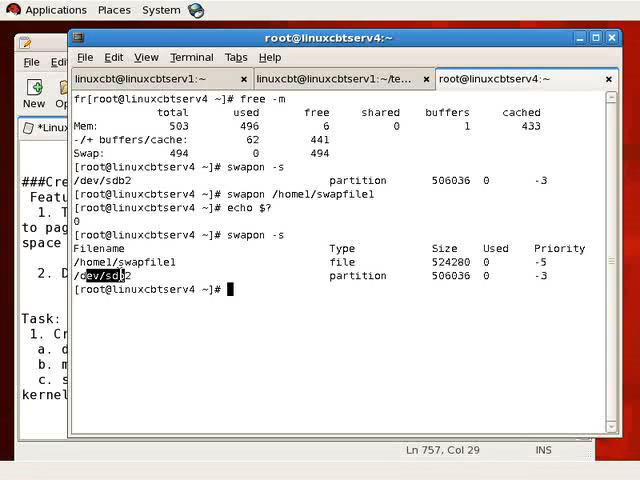 Applications Places System
root@linuxcbtserv4:~
File Edit View Terminal Tabs Help
linuxcbt@linuxcbtserv1:~ linuxcbt@linuxcbtserv1:~/te... root@linuxcbtserv4:~
fr[root@linuxcbtserv4 ~]# free -m
total used free shared buffers cached
Mem: 503 496 6 0 1 433
-/+ buffers/cache: 62 441
Swap: 494 0 494
[root@linuxcbtserv4 ~]# swapon -s
/dev/sdb2 partition 506036 0 -3
[root@linuxcbtserv4 ~]# swapon /home1/swapfile1
[root@linuxcbtserv4 ~]# echo $?
0
[root@linuxcbtserv4 ~]# swapon -s
Filename Type Size Used Priority
/home1/swapfile1 file 524280 0 -5
/dev/sdb2 partition 506036 0 -3
[root@linuxcbtserv4 ~]#
File
New
*Linux
###Cre
Featu
1. T
to pag
space
2. D
Task:
1. Cr
a. d
b. m
c. s
kerne
Ln 757, Col 29 INS